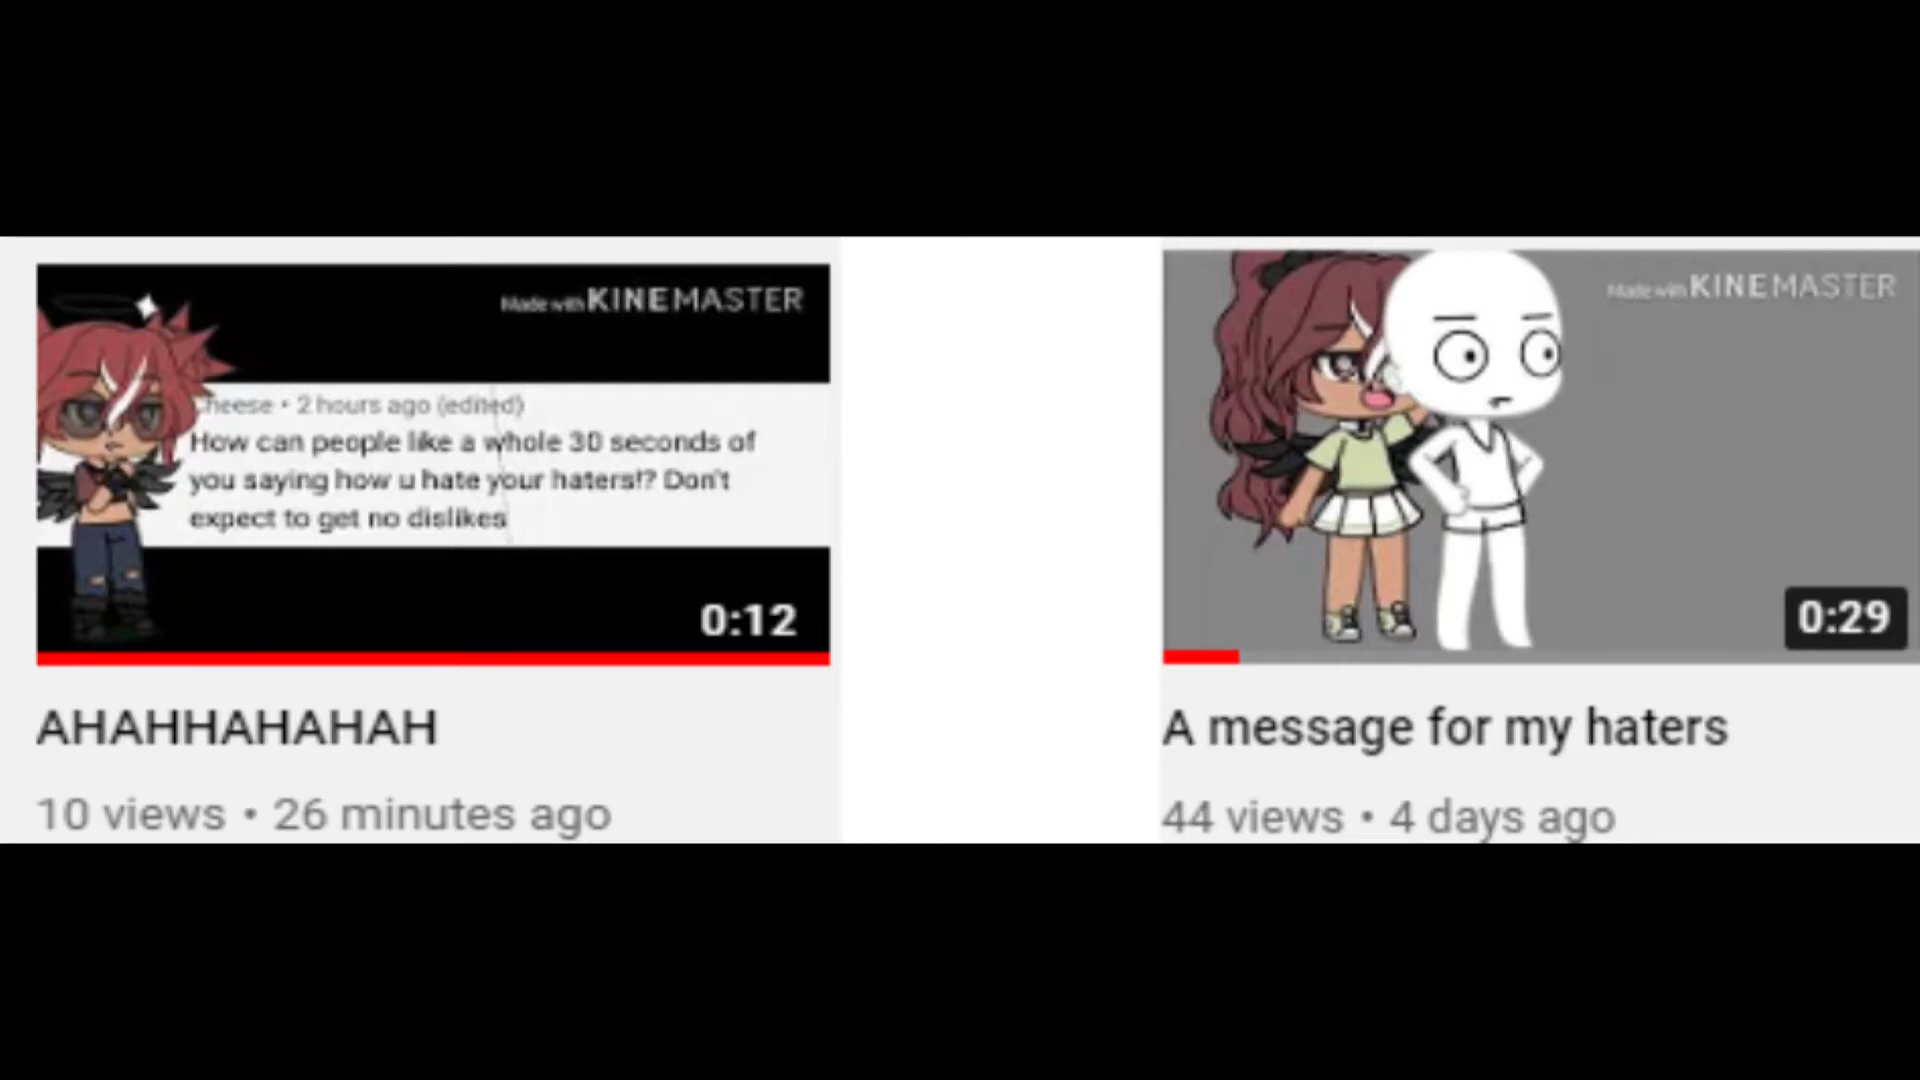 Made with KINEMASTER
Cheese • 2 hours ago (edited)
How can people like a whole 30 seconds of
you saying how u hate your haters!? Don't
expect to get no dislikes
0:12
AHAHHAHAHAH
10 views • 26 minutes ago
Made with KINEMASTER
0:29
A message for my haters
44 views • 4 days ago